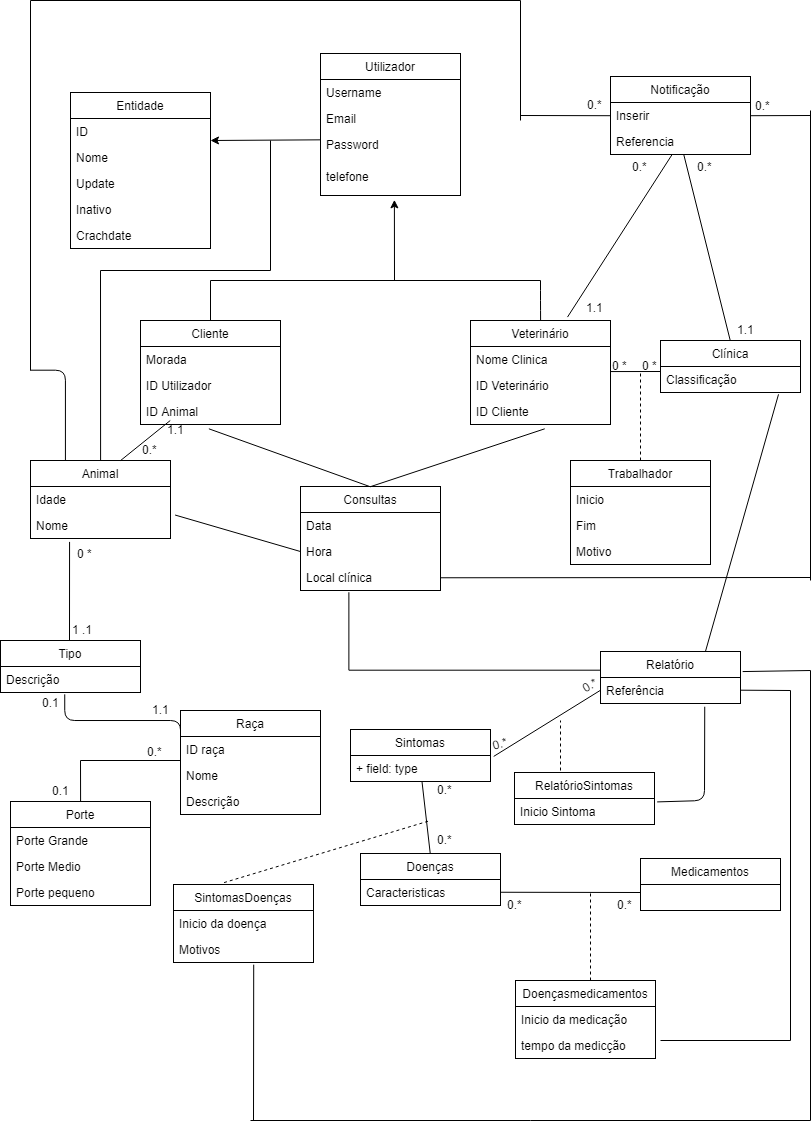 Utilizador
Username
Email
Password
telefone
Entidade
ID
Nome
Update
Inativo
Crachdate
Notificação
Inserir
Referencia
0.*
0.*
0.*
0.*
1.1
1.1
Cliente
Morada
ID Utilizador
ID Animal
1.1
0.*
Veterinário
Nome Clinica
ID Veterinário
ID Cliente
0 *
0 *
Clínica
Classificação
Animal
Idade
Nome
0 *
1 .1
Consultas
Data
Hora
Local clínica
Trabalhador
Inicio
Fim
Motivo
Tipo
Descrição
0.1
1.1
Raça
ID raça
Nome
Descrição
0.*
0.1
Porte
Porte Grande
Porte Medio
Porte pequeno
Relatório
Referência
0.*
0.*
Sintomas
+ field: type
0.*
0.*
RelatórioSintomas
Inicio Sintoma
Doenças
Caracteristicas
0.*
0.*
Medicamentos
SintomasDoenças
Inicio da doença
Motivos
Doençasmedicamentos
Inicio da medicação
tempo da medicção